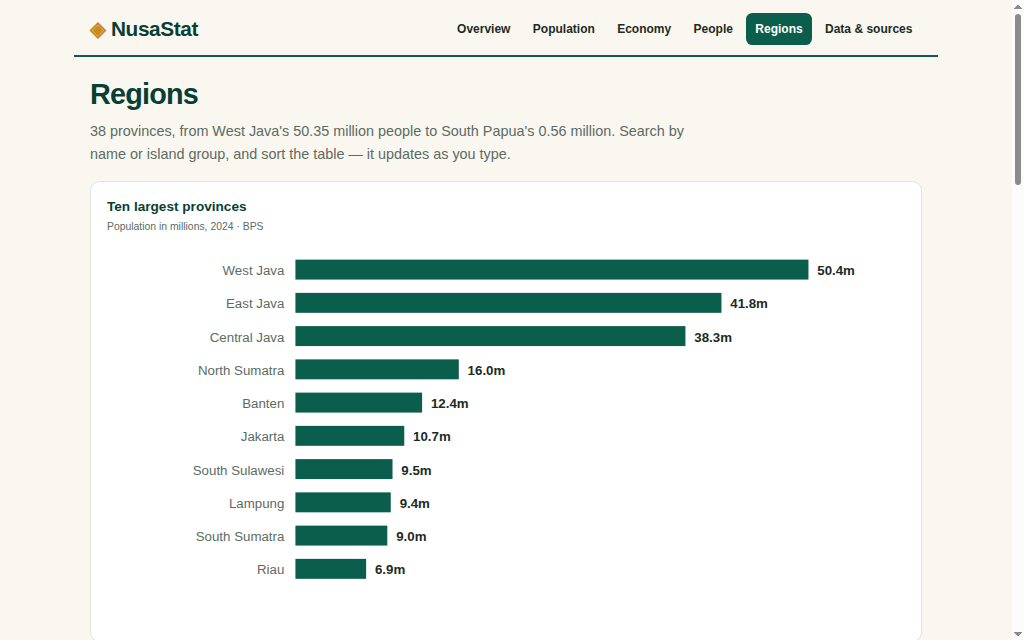 NusaStat
Overview Population Economy People Regions Data & sources
Regions
38 provinces, from West Java's 50.35 million people to South Papua's 0.56 million. Search by
name or island group, and sort the table — it updates as you type.
Ten largest provinces
Population in millions, 2024 · BPS
West Java 50.4m
East Java 41.8m
Central Java 38.3m
North Sumatra 16.0m
Banten 12.4m
Jakarta 10.7m
South Sulawesi 9.5m
Lampung 9.4m
South Sumatra 9.0m
Riau 6.9m